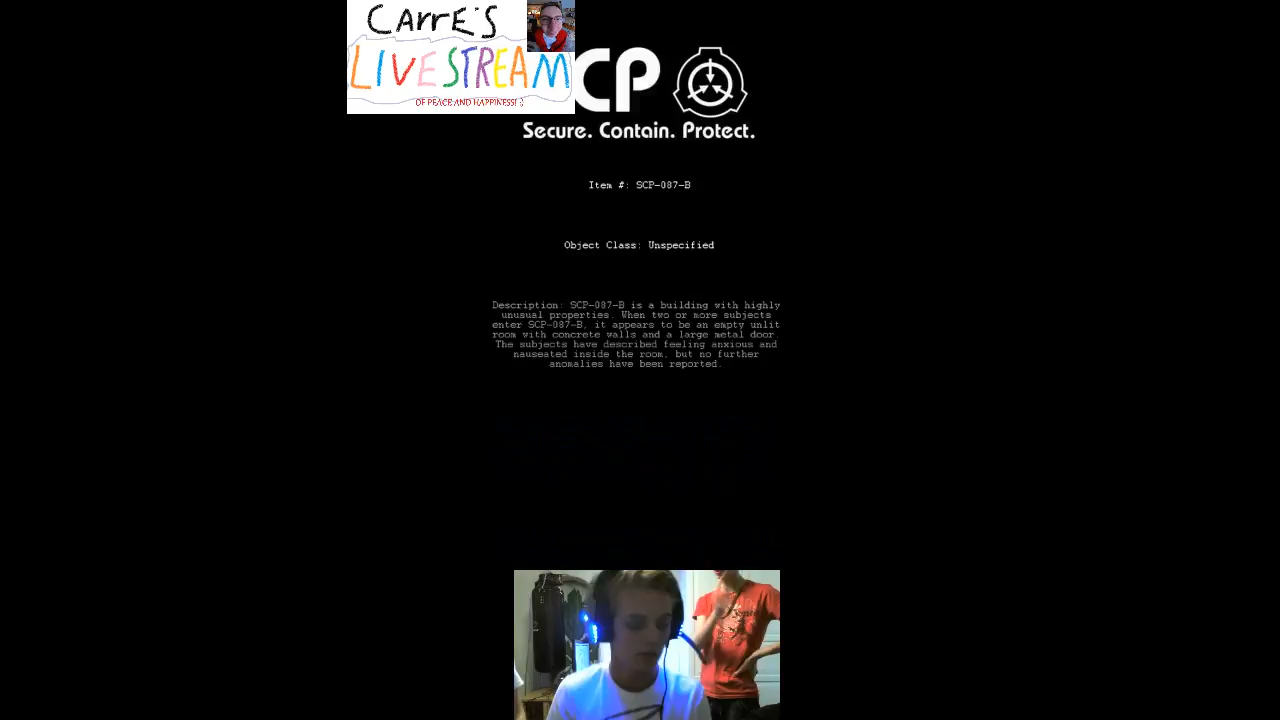 CArrE'S
LIVESTREAM
OF PEACE AND HAPPINESS! :)
CP
Secure. Contain. Protect.
Item #: SCP-087-B
Object Class: Unspecified
Description: SCP-087-B is a building with highly
unusual properties. When two or more subjects
enter SCP-087-B, it appears to be an empty unlit
room with concrete walls and a large metal door.
The subjects have described feeling anxious and
nauseated inside the room, but no further
anomalies have been reported.